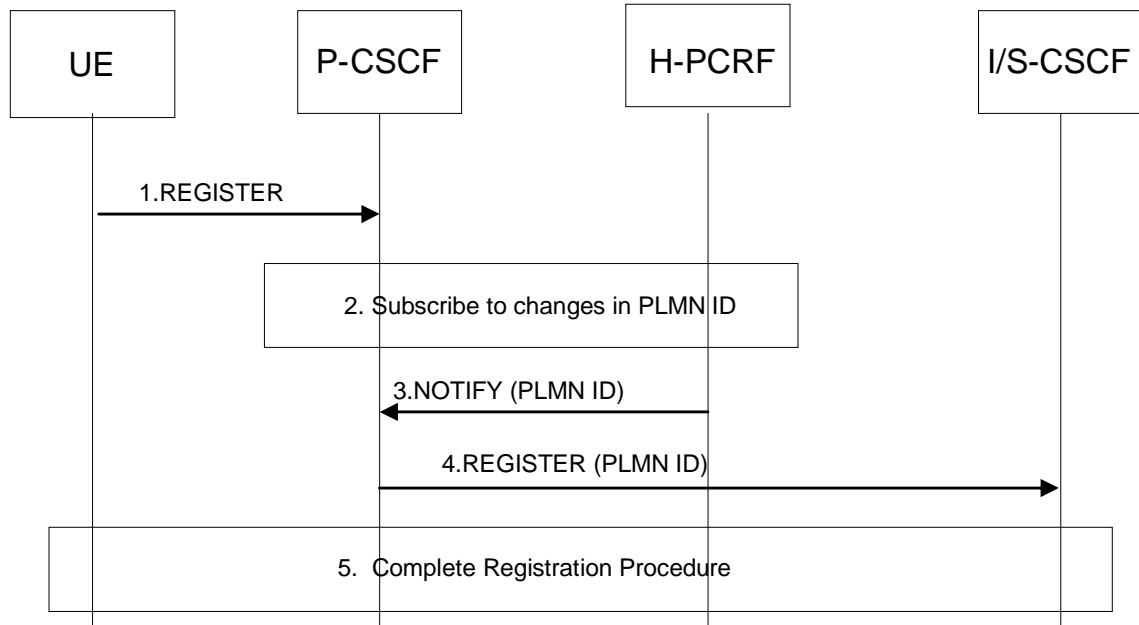 UE
P-CSCF
H-PCRF
I/S-CSCF
1.REGISTER
2. Subscribe to changes in PLMN ID
3.NOTIFY (PLMN ID)
4.REGISTER (PLMN ID)
5. Complete Registration Procedure